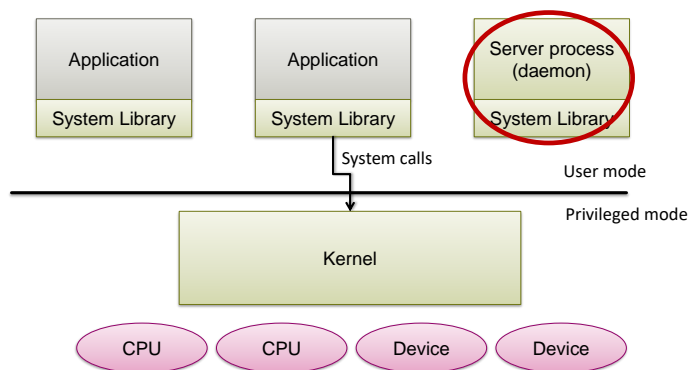 Application
Application
Server process
(daemon)
System Library
System Library
System Library
System calls
User mode
Privileged mode
Kernel
CPU
CPU
Device
Device